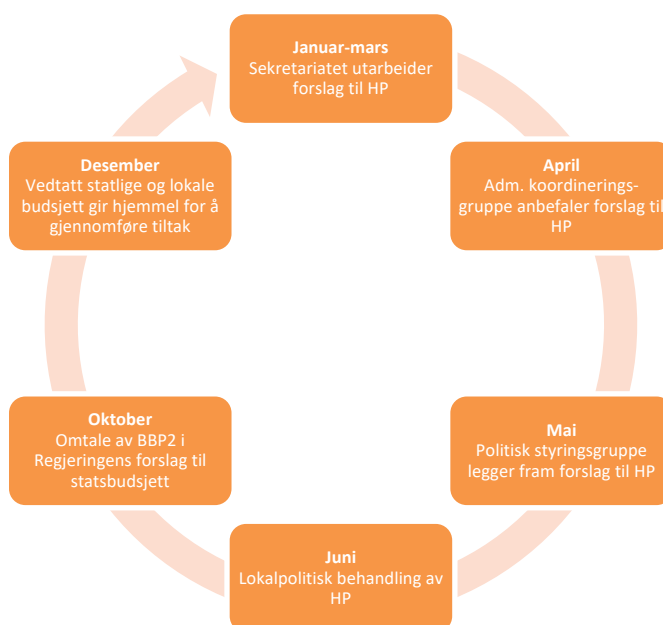 Januar-mars
Sekretariatet utarbeider
forslag til HP
April
Adm. koordinerings-
gruppe anbefaler forslag til
HP
Mai
Politisk styringsgruppe
legger fram forslag til HP
Juni
Lokalpolitisk behandling av
HP
Oktober
Omtale av BBP2 i
Regjeringens forslag til
statsbudsjett
Desember
Vedtatt statlige og lokale
budsjett gir hjemmel for å
gjennomføre tiltak